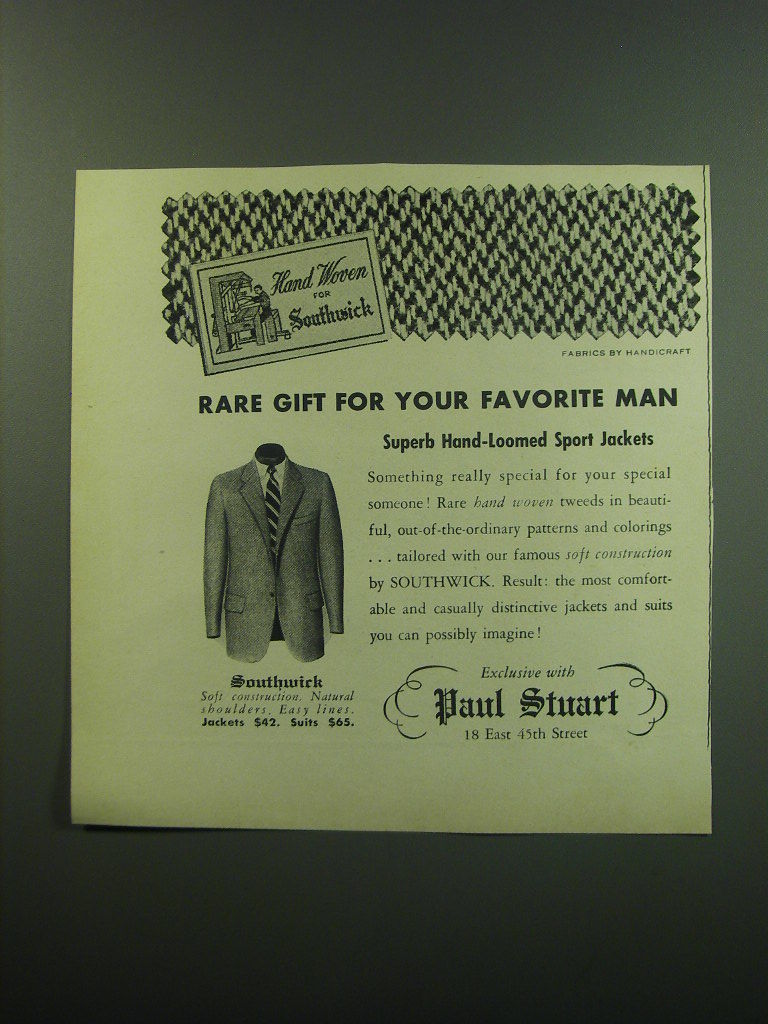 Hand Woven
FOR
Southwick
FABRICS BY HANDICRAFT
RARE GIFT FOR YOUR FAVORITE MAN
Superb Hand-Loomed Sport Jackets
Something really special for your special
someone! Rare hand woven tweeds in beauti-
ful, out-of-the-ordinary patterns and colorings
. . . tailored with our famous soft construction
by SOUTHWICK. Result: the most comfort-
able and casually distinctive jackets and suits
you can possibly imagine!
Southwick
Soft construction. Natural
shoulders. Easy lines.
Jackets $42. Suits $65.
Exclusive with
Paul Stuart
18 East 45th Street